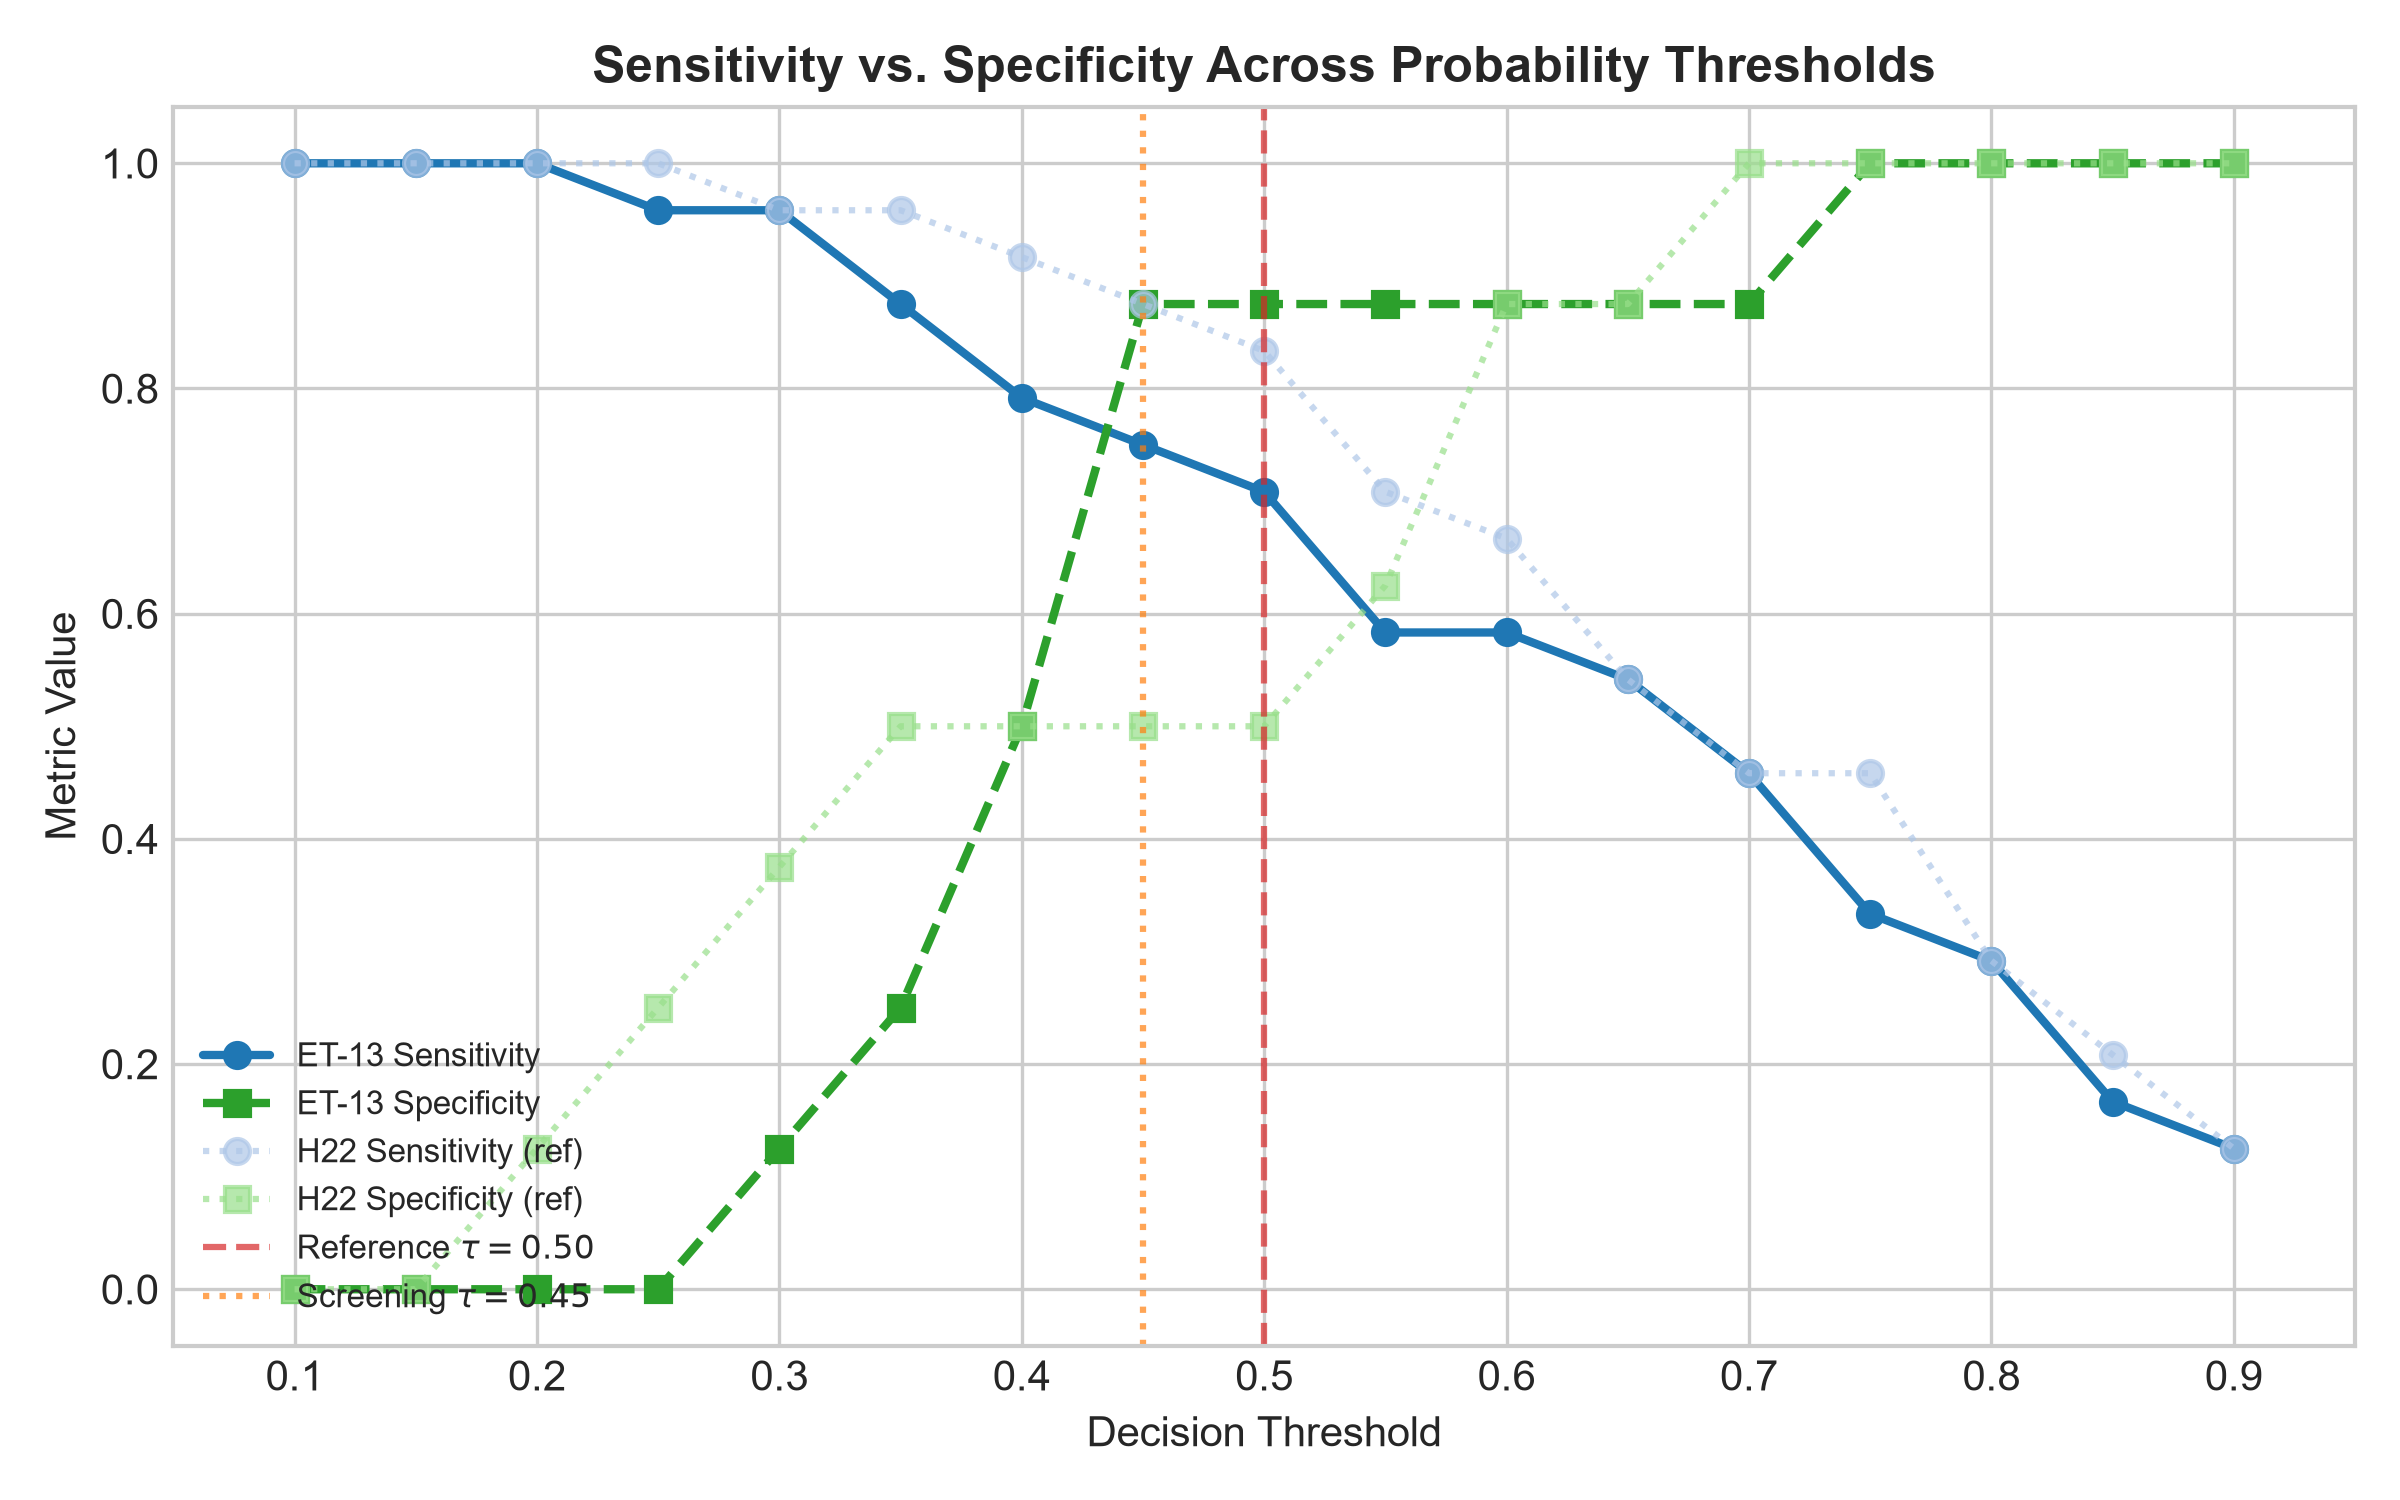 Sensitivity vs. Specificity Across Probability Thresholds
Metric Value
1.0
0.8
0.6
0.4
0.2
0.0
ET-13 Sensitivity
ET-13 Specificity
H22 Sensitivity (ref)
H22 Specificity (ref)
Reference τ = 0.50
Screening τ = 0.45
0.1 0.2 0.3 0.4 0.5 0.6 0.7 0.8 0.9
Decision Threshold